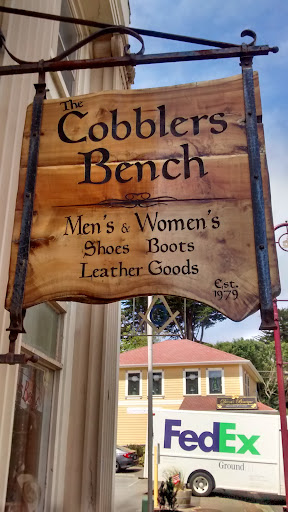 The
Cobblers
Bench
Men's & Women's
Shoes Boots
Leather Goods
Est.
1979
FedEx
Ground